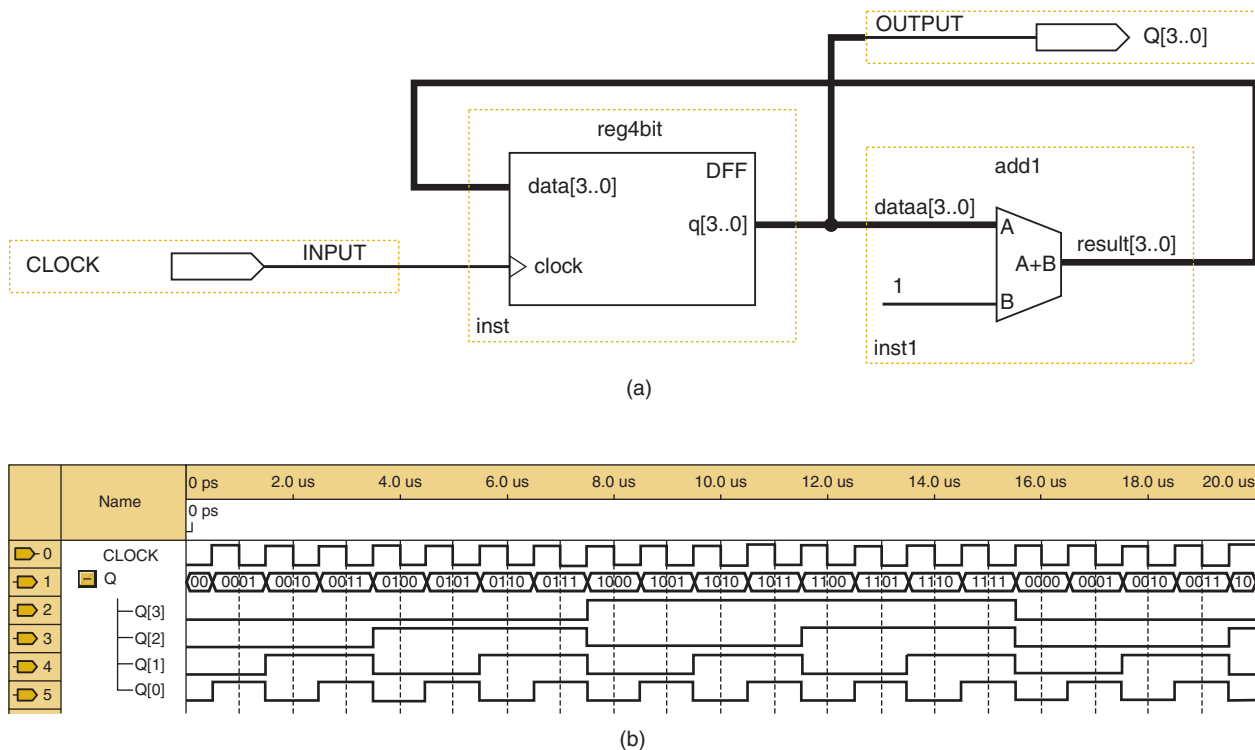 OUTPUT
Q[3..0]
reg4bit
DFF
add1
data[3..0]
q[3..0]
dataa[3..0]
A
result[3..0]
CLOCK
INPUT
clock
A+B
1
B
inst
inst1
(a)
Name
0 ps 2.0 us 4.0 us 6.0 us 8.0 us 10.0 us 12.0 us 14.0 us 16.0 us 18.0 us 20.0 us
0 ps
0 CLOCK
1 − Q 00 0001 0010 0011 0100 0101 0110 0111 1000 1001 1010 1011 1100 1101 1110 1111 0000 0001 0010 0011 10
2 Q[3]
3 Q[2]
4 Q[1]
5 Q[0]
(b)